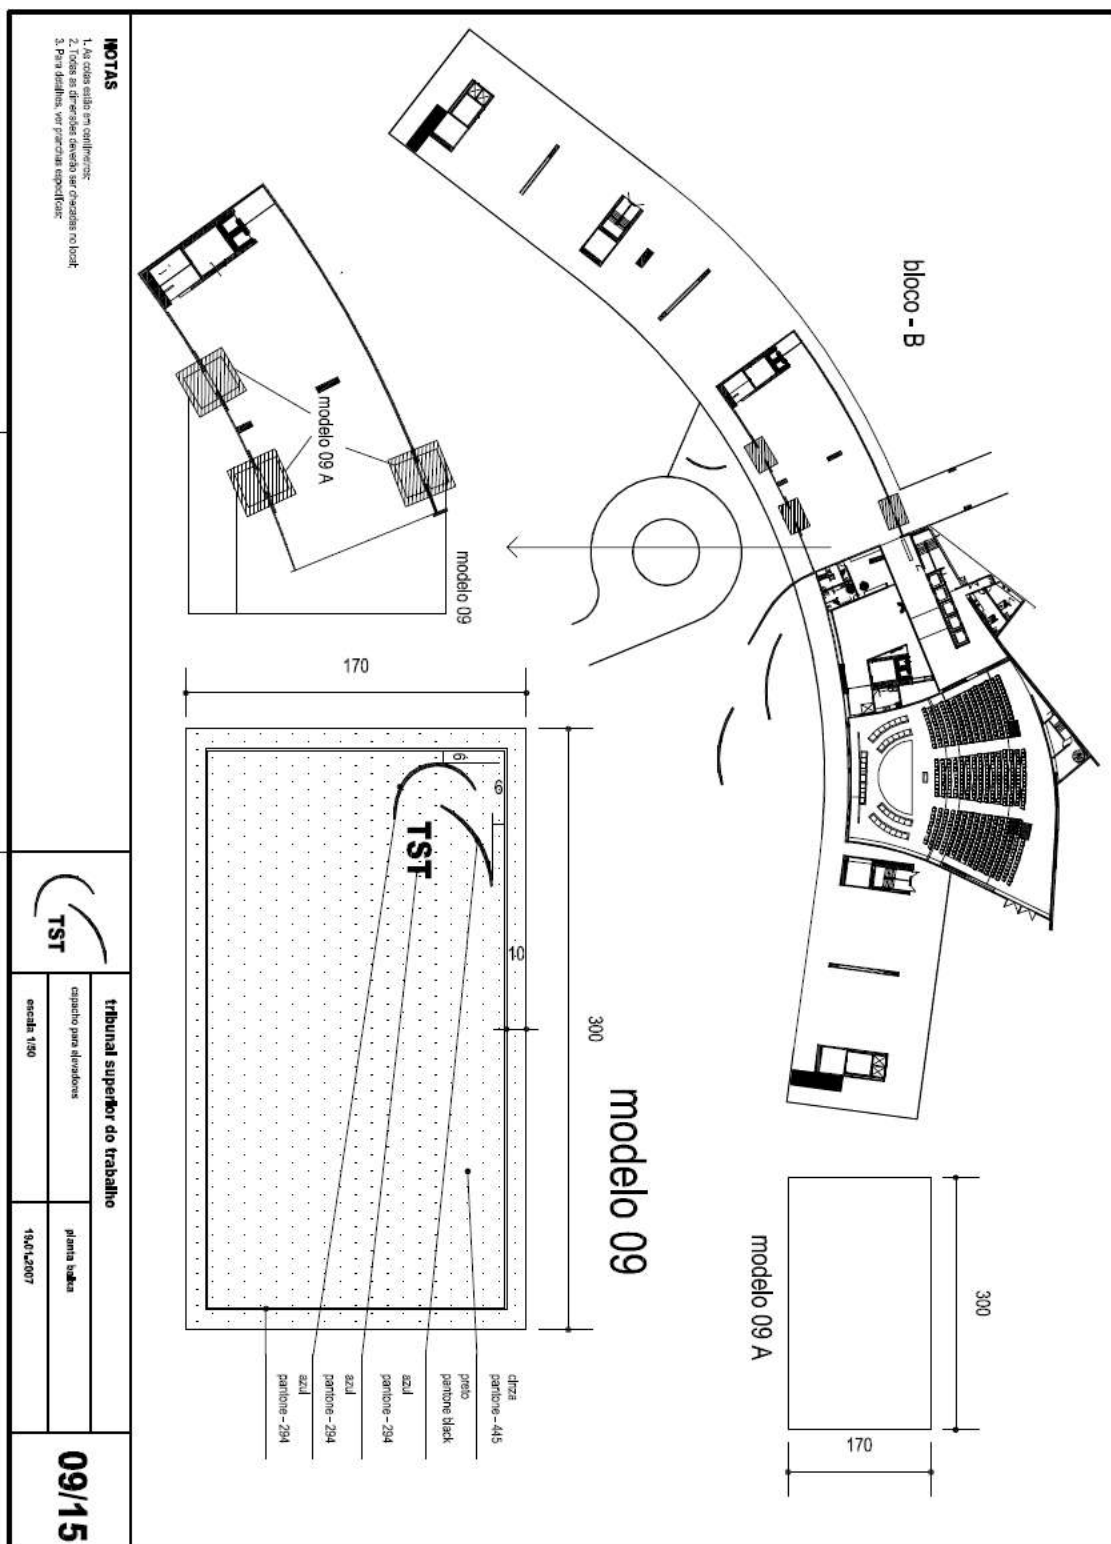 bloco - B
modelo 09 A
modelo 09
300
170
modelo 09 A
modelo 09
300
170
10
6
6
TST
cinza
pantone - 445
preto
pantone black
azul
pantone - 294
azul
pantone - 294
pantone - 294
NOTAS
1. As cotas estão em centímetros;
2. Todas as dimensões deverão ser checadas no local;
3. Para detalhes, ver pranchas específicas;
TST
tribunal superior do trabalho
capacho para elevadores
planta baixa
escala 1/50
19.01.2007
09/15